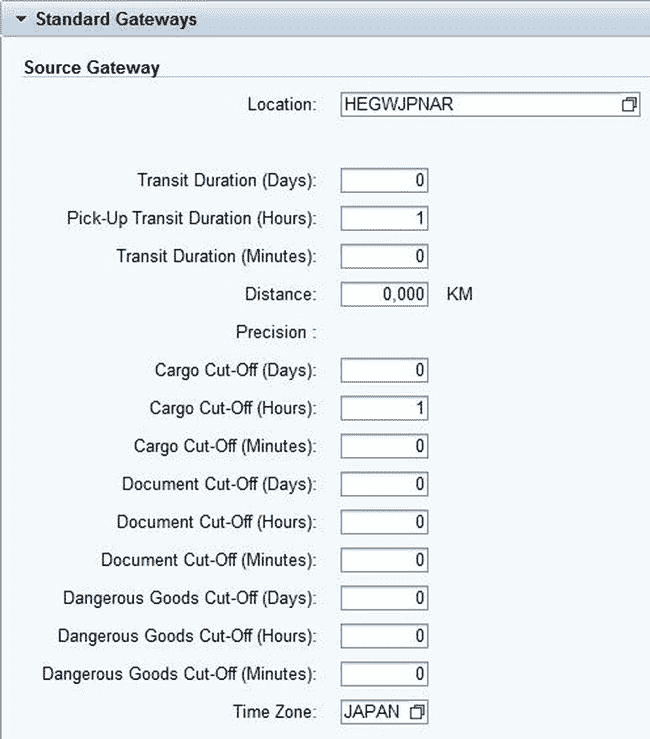 Standard Gateways
Source Gateway
Location: HEGWJPNAR
Transit Duration (Days): 0
Pick-Up Transit Duration (Hours): 1
Transit Duration (Minutes): 0
Distance: 0,000 KM
Precision :
Cargo Cut-Off (Days): 0
Cargo Cut-Off (Hours): 1
Cargo Cut-Off (Minutes): 0
Document Cut-Off (Days): 0
Document Cut-Off (Hours): 0
Document Cut-Off (Minutes): 0
Dangerous Goods Cut-Off (Days): 0
Dangerous Goods Cut-Off (Hours): 0
Dangerous Goods Cut-Off (Minutes): 0
Time Zone: JAPAN